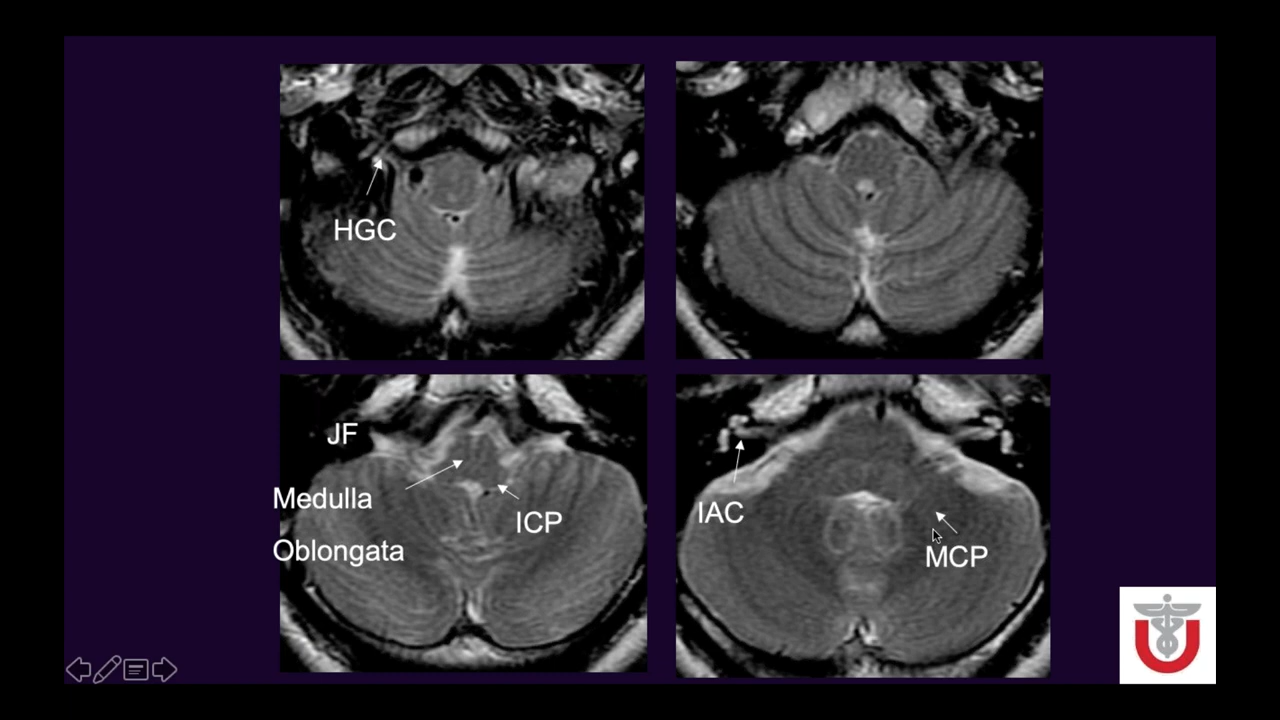 HGC
JF
Medulla
Oblongata
ICP
IAC
MCP
U